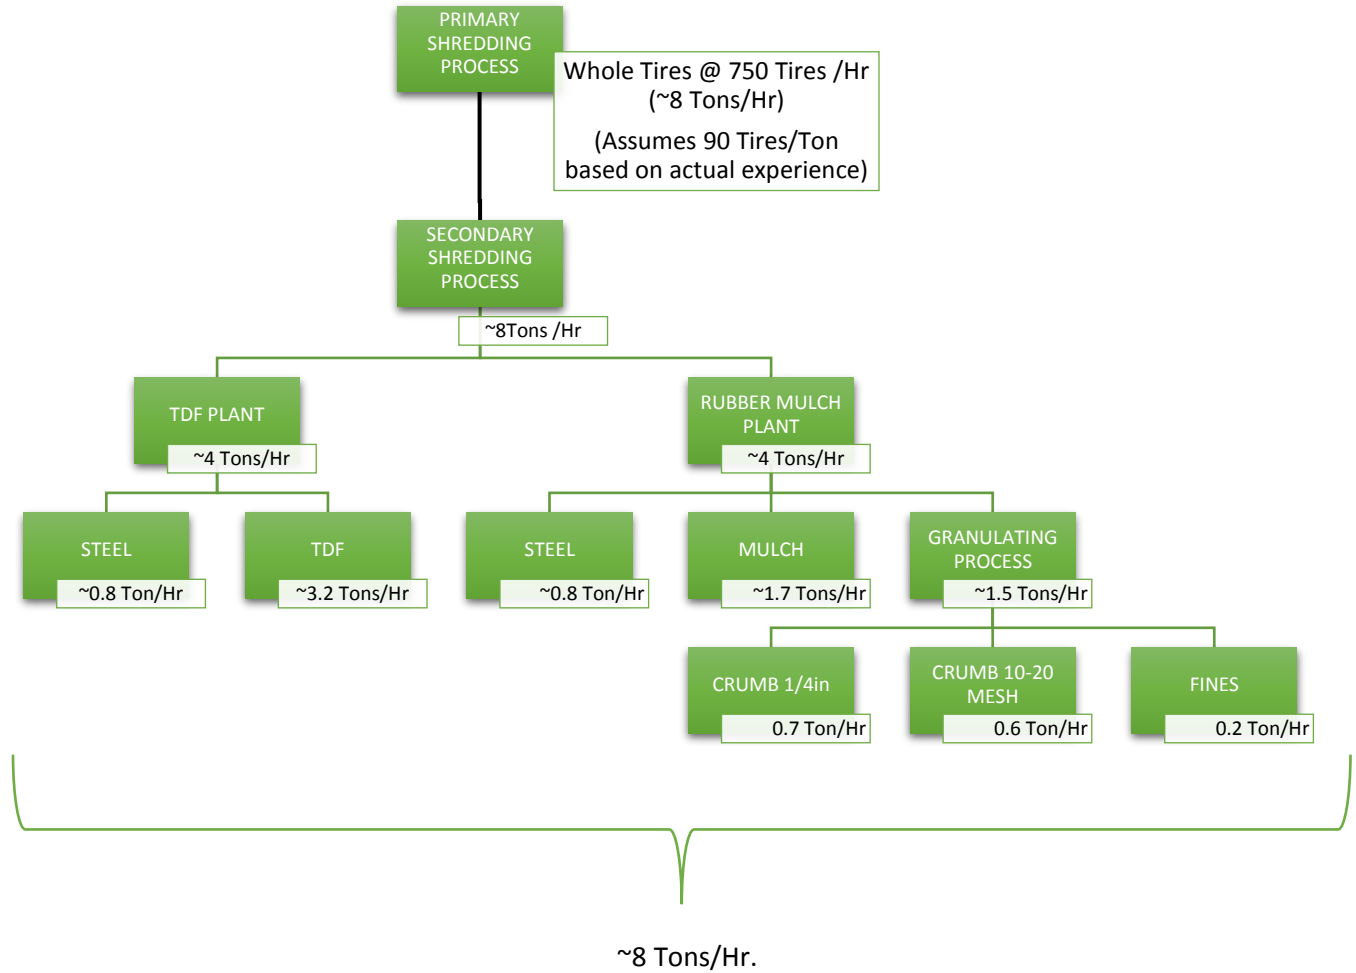 PRIMARY
SHREDDING
PROCESS
Whole Tires @ 750 Tires /Hr
(~8 Tons/Hr)
(Assumes 90 Tires/Ton
based on actual experience)
SECONDARY
SHREDDING
PROCESS
~8Tons /Hr
TDF PLANT
~4 Tons/Hr
RUBBER MULCH
PLANT
~4 Tons/Hr
STEEL
~0.8 Ton/Hr
TDF
~3.2 Tons/Hr
STEEL
~0.8 Ton/Hr
MULCH
~1.7 Tons/Hr
GRANULATING
PROCESS
~1.5 Tons/Hr
CRUMB 1/4in
0.7 Ton/Hr
CRUMB 10-20
MESH
0.6 Ton/Hr
FINES
0.2 Ton/Hr
~8 Tons/Hr.